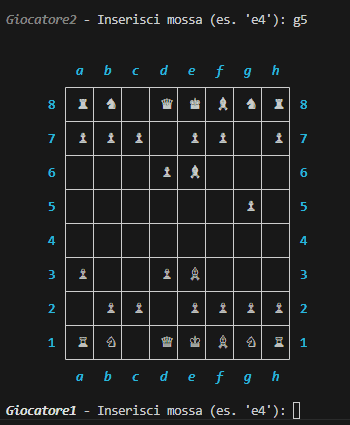 Giocatore2 - Inserisci mossa (es. 'e4'): g5
a b c d e f g h
8 ♜ ♞ ♛ ♚ ♝ ♞ ♜ 8
7 ♟ ♟ ♟ ♟ ♟ ♟ 7
6 ♟ ♝ 6
5 ♟ 5
4 4
3 ♙ ♙ ♗ 3
2 ♙ ♙ ♙ ♙ ♙ ♙ 2
1 ♖ ♘ ♕ ♔ ♗ ♘ ♖ 1
a b c d e f g h
Giocatore1 - Inserisci mossa (es. 'e4'):